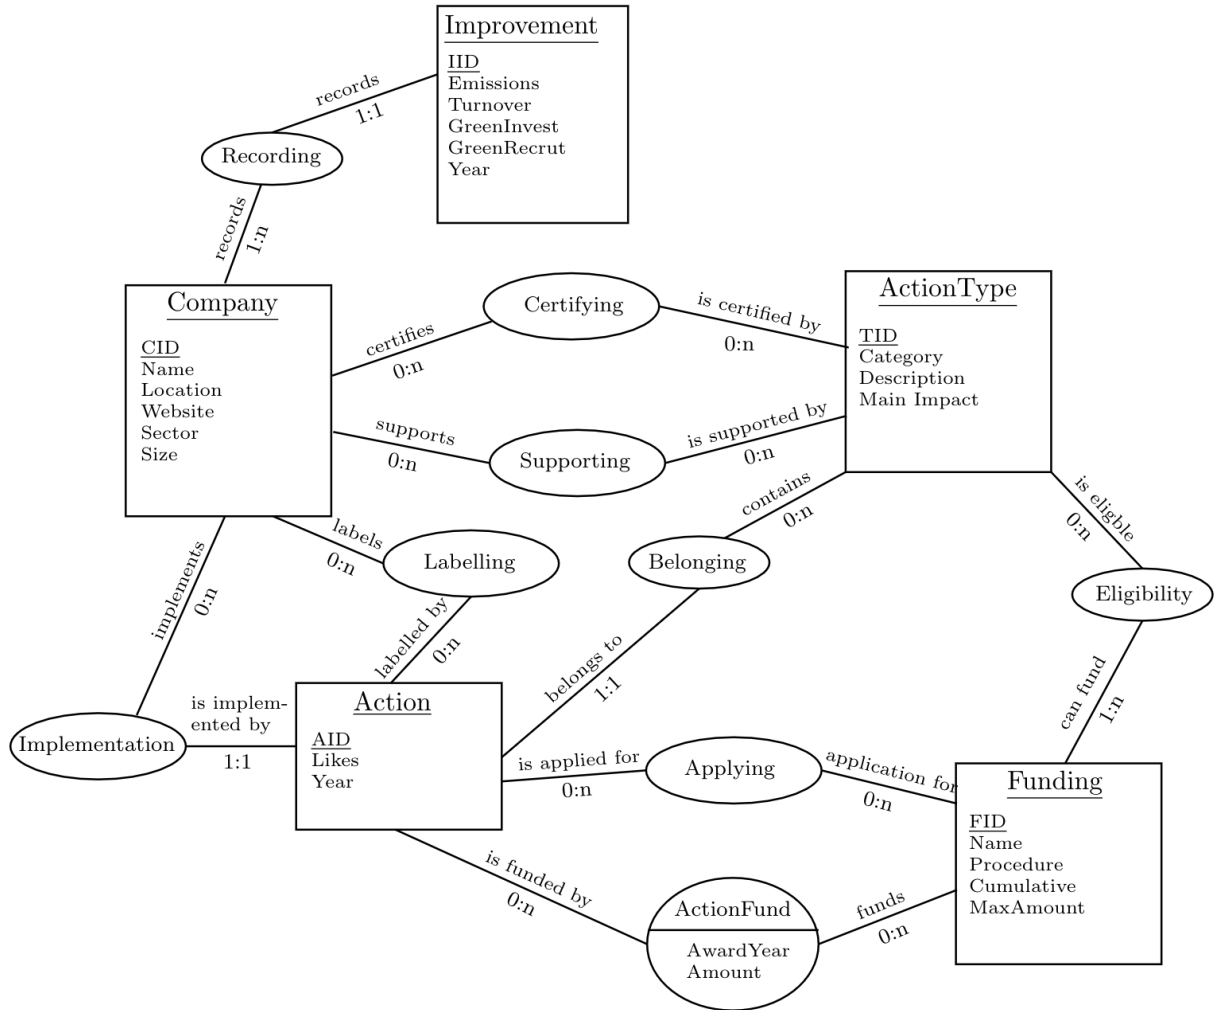 Improvement
IID
Emissions
Turnover
GreenInvest
GreenRecrut
Year
records
1:1
Recording
records
1:n
Company
CID
Name
Location
Website
Sector
Size
certifies
0:n
Certifying
is certified by
0:n
ActionType
TID
Category
Description
Main Impact
supports
0:n
Supporting
is supported by
0:n
labels
0:n
Labelling
labelled by
0:n
contains
0:n
Belonging
belongs to
1:1
is eligble
0:n
Eligibility
can fund
1:n
implements
0:n
Implementation
is implem-
ented by
1:1
Action
AID
Likes
Year
is applied for
0:n
Applying
application for
0:n
Funding
FID
Name
Procedure
Cumulative
MaxAmount
is funded by
0:n
ActionFund
AwardYear
Amount
funds
0:n